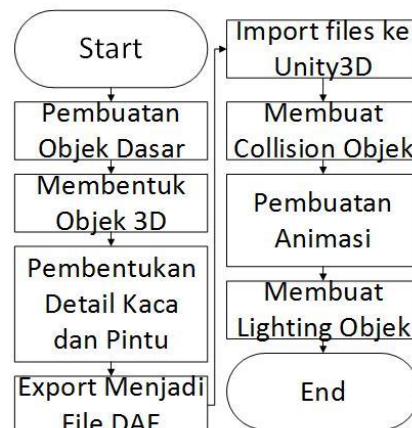 Start
Pembuatan
Objek Dasar
Membentuk
Objek 3D
Pembentukan
Detail Kaca
dan Pintu
Export Menjadi
File DAE
Import files ke
Unity3D
Membuat
Collision Objek
Pembuatan
Animasi
Membuat
Lighting Objek
End